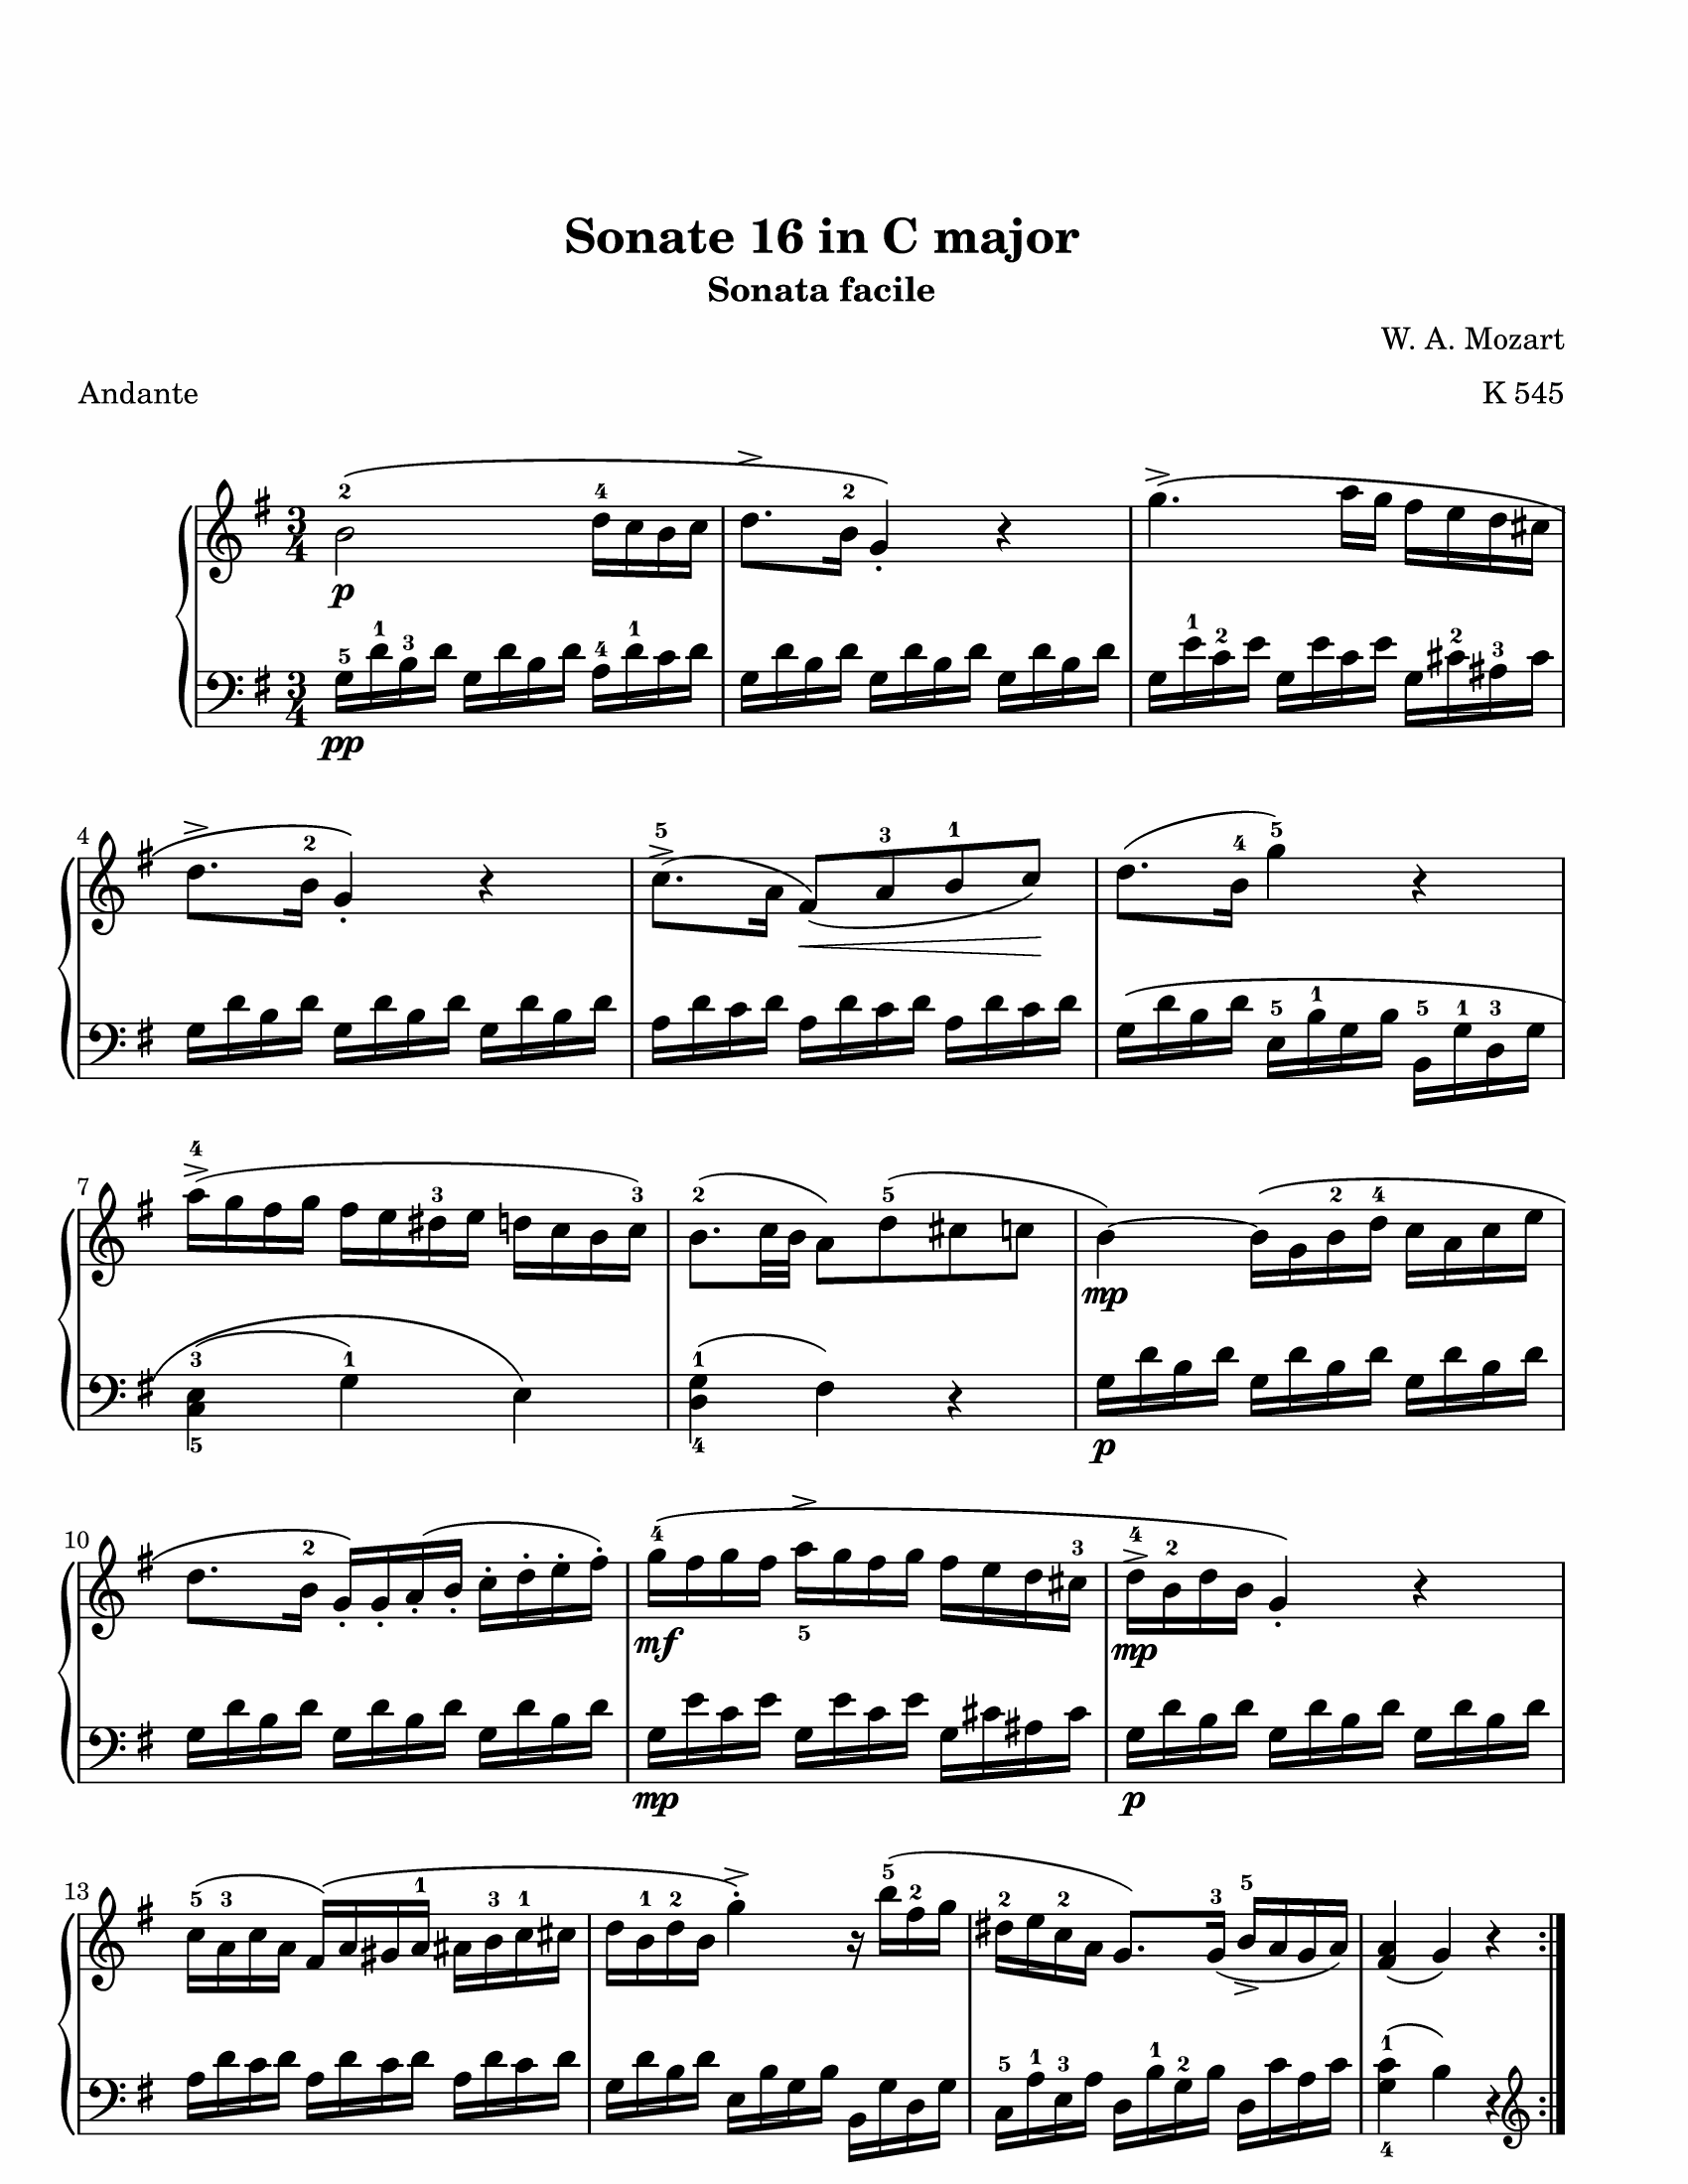 Sonate 16 in C major
Sonata facile
W. A. Mozart
Andante K 545
2 4 2
3 4
p
5 1 3 4 1 1 2 2 3
3 4
pp
4
2 5 3 1 4 5
5 1 5 1 3
7
4 3 3 2 5 2 4
mp
3 1 1
5 4
p
10
2 4 3 4 2
mf 5 mp
mp p
13
5 3 1 3 1 1 2 5 2 2 2 3 5
5 1 3 1 2 1
4